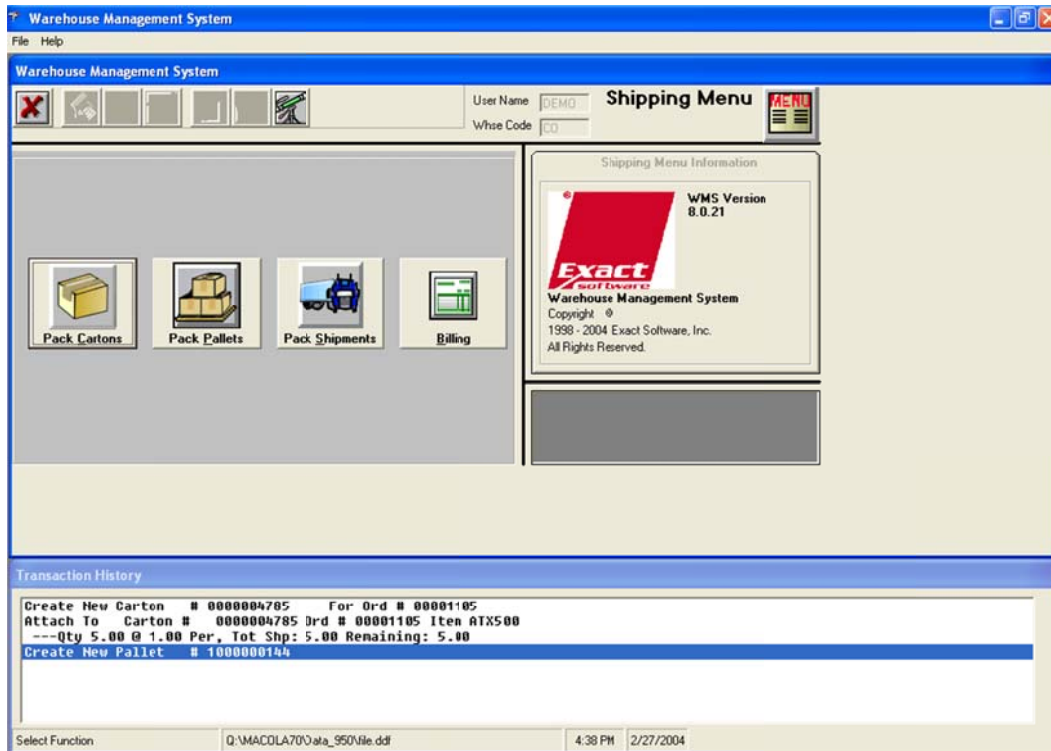 Warehouse Management System
File Help
Warehouse Management System
User Name DEMO
Whse Code CO
Shipping Menu
MENU
Shipping Menu Information
WMS Version
8.0.21
Exact
software
Warehouse Management System
Copyright ©
1998 - 2004 Exact Software, Inc.
All Rights Reserved.
Pack Cartons
Pack Pallets
Pack Shipments
Billing
Transaction History
Create New Carton # 0000004785 For Ord # 00001105
Attach To Carton # 0000004785 Ord # 00001105 Item ATX500
---Qty 5.00 @ 1.00 Per, Tot Shp: 5.00 Remaining: 5.00
Create New Pallet # 1000000144
Select Function
Q:\MACOLA70\Data_950\file.ddf
4:38 PM
2/27/2004